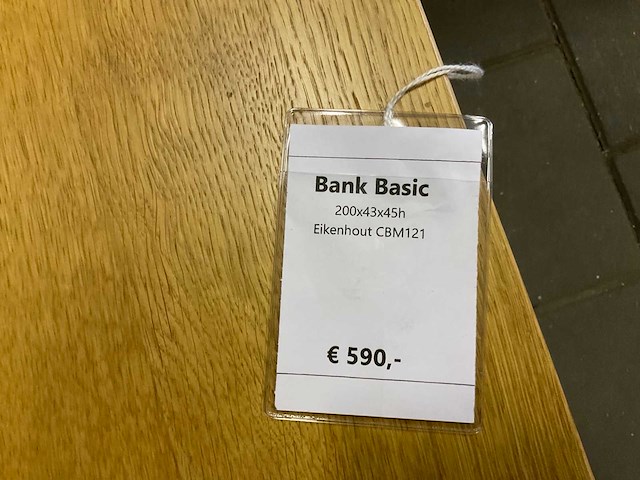 Bank Basic
200x43x45h
Eikenhout CBM121
€ 590,-